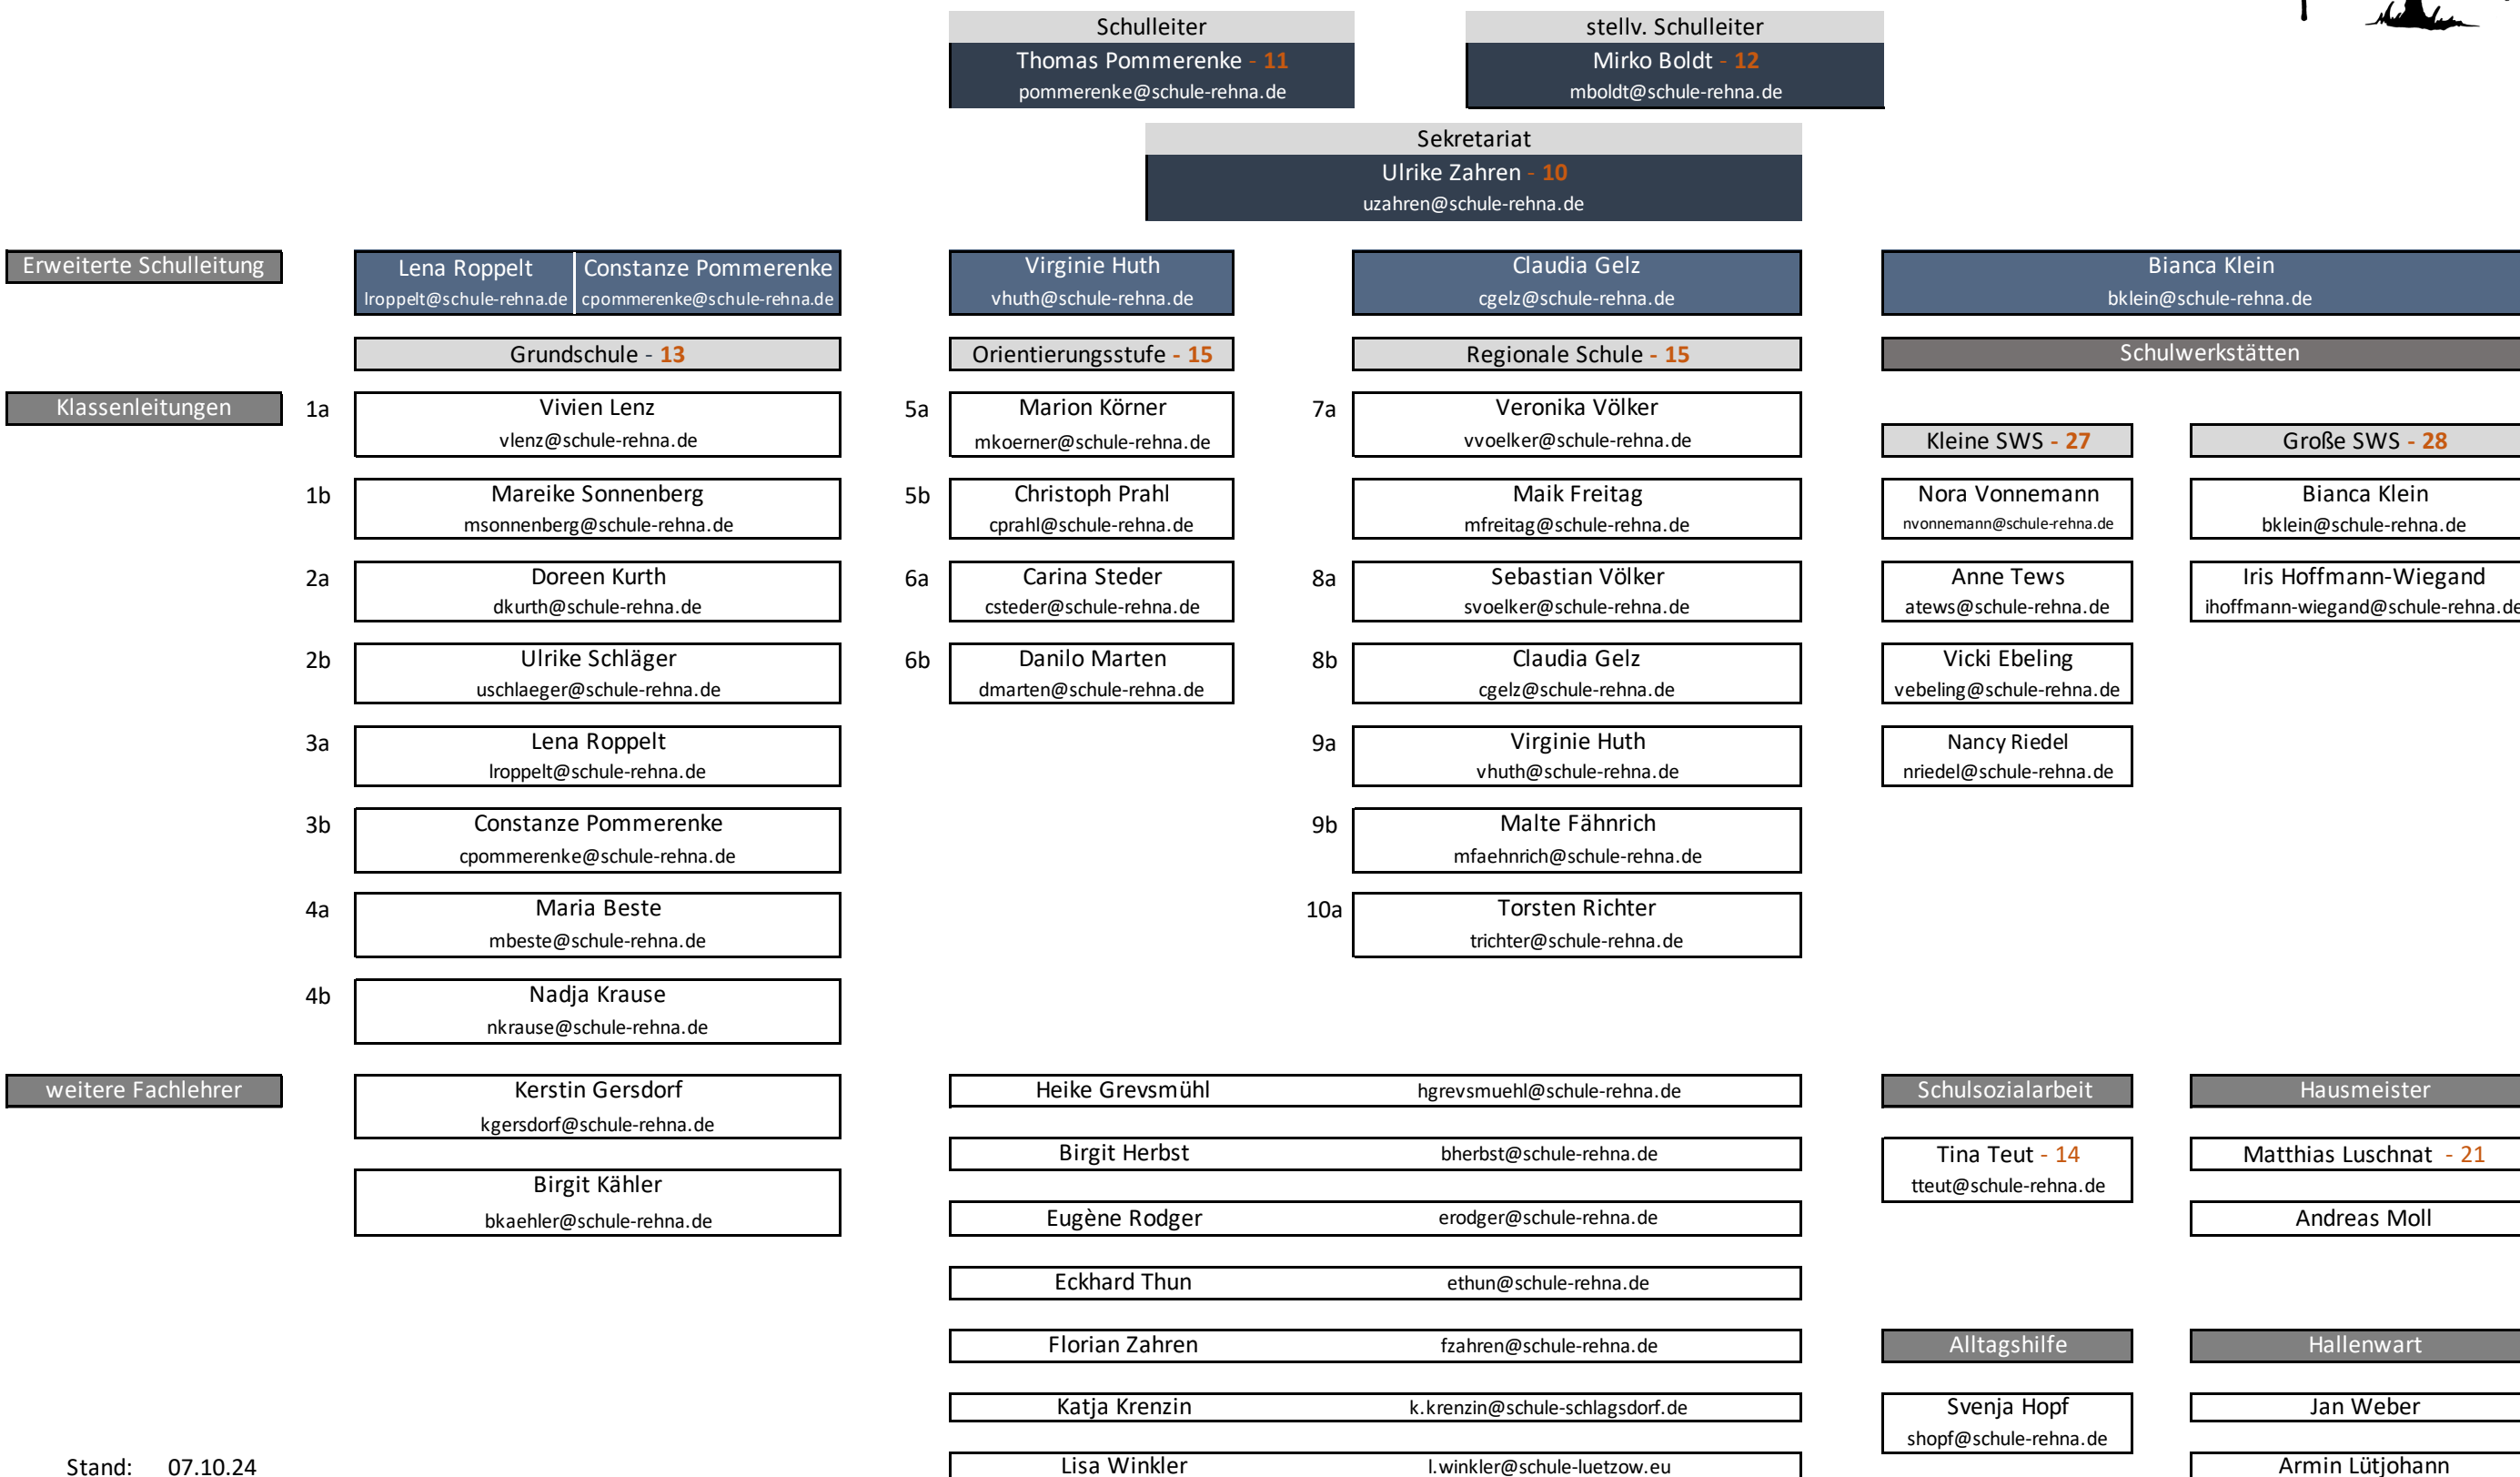 Schulleiter
Thomas Pommerenke - 11
pommerenke@schule-rehna.de
stellv. Schulleiter
Mirko Boldt - 12
mboldt@schule-rehna.de
Sekretariat
Ulrike Zahren - 10
uzahren@schule-rehna.de
Erweiterte Schulleitung
Lena Roppelt
lroppelt@schule-rehna.de
Constanze Pommerenke
cpommerenke@schule-rehna.de
Virginie Huth
vhuth@schule-rehna.de
Claudia Gelz
cgelz@schule-rehna.de
Bianca Klein
bklein@schule-rehna.de
Grundschule - 13
Orientierungsstufe - 15
Regionale Schule - 15
Schulwerkstätten
Klassenleitungen
1a
Vivien Lenz
vlenz@schule-rehna.de
1b
Mareike Sonnenberg
msonnenberg@schule-rehna.de
2a
Doreen Kurth
dkurth@schule-rehna.de
2b
Ulrike Schläger
uschlaeger@schule-rehna.de
3a
Lena Roppelt
lroppelt@schule-rehna.de
3b
Constanze Pommerenke
cpommerenke@schule-rehna.de
4a
Maria Beste
mbeste@schule-rehna.de
4b
Nadja Krause
nkrause@schule-rehna.de
5a
Marion Körner
mkoerner@schule-rehna.de
5b
Christoph Prahl
cprahl@schule-rehna.de
6a
Carina Steder
csteder@schule-rehna.de
6b
Danilo Marten
dmarten@schule-rehna.de
7a
Veronika Völker
vvoelker@schule-rehna.de
Maik Freitag
mfreitag@schule-rehna.de
8a
Sebastian Völker
svoelker@schule-rehna.de
8b
Claudia Gelz
cgelz@schule-rehna.de
9a
Virginie Huth
vhuth@schule-rehna.de
9b
Malte Fähnrich
mfaehnrich@schule-rehna.de
10a
Torsten Richter
trichter@schule-rehna.de
Kleine SWS - 27
Nora Vonnemann
nvonnemann@schule-rehna.de
Anne Tews
atews@schule-rehna.de
Vicki Ebeling
vebeling@schule-rehna.de
Nancy Riedel
nriedel@schule-rehna.de
Große SWS - 28
Bianca Klein
bklein@schule-rehna.de
Iris Hoffmann-Wiegand
ihoffmann-wiegand@schule-rehna.de
weitere Fachlehrer
Kerstin Gersdorf
kgersdorf@schule-rehna.de
Birgit Kähler
bkaehler@schule-rehna.de
Heike Grevsmühl hgrevsmuehl@schule-rehna.de
Birgit Herbst bherbst@schule-rehna.de
Eugène Rodger erodger@schule-rehna.de
Eckhard Thun ethun@schule-rehna.de
Florian Zahren fzahren@schule-rehna.de
Katja Krenzin k.krenzin@schule-schlagsdorf.de
Lisa Winkler l.winkler@schule-luetzow.eu
Schulsozialarbeit
Tina Teut - 14
tteut@schule-rehna.de
Hausmeister
Matthias Luschnat - 21
Andreas Moll
Alltagshilfe
Svenja Hopf
shopf@schule-rehna.de
Hallenwart
Jan Weber
Armin Lütjohann
Stand: 07.10.24